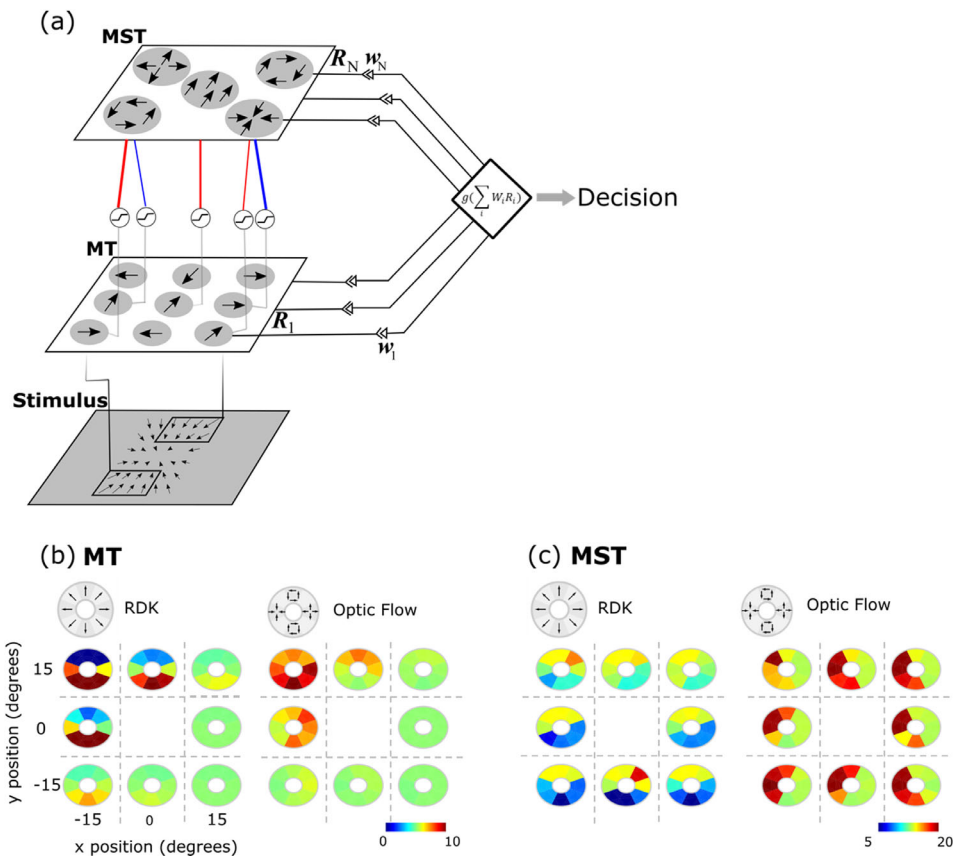 (a)
MST
R_N w_N
g(∑_i W_i R_i)
Decision
MT
R_1
w_1
Stimulus
(b) MT
RDK
Optic Flow
(c) MST
RDK
Optic Flow
y position (degrees)
15
0
-15
-15 0 15
x position (degrees)
0 10
5 20